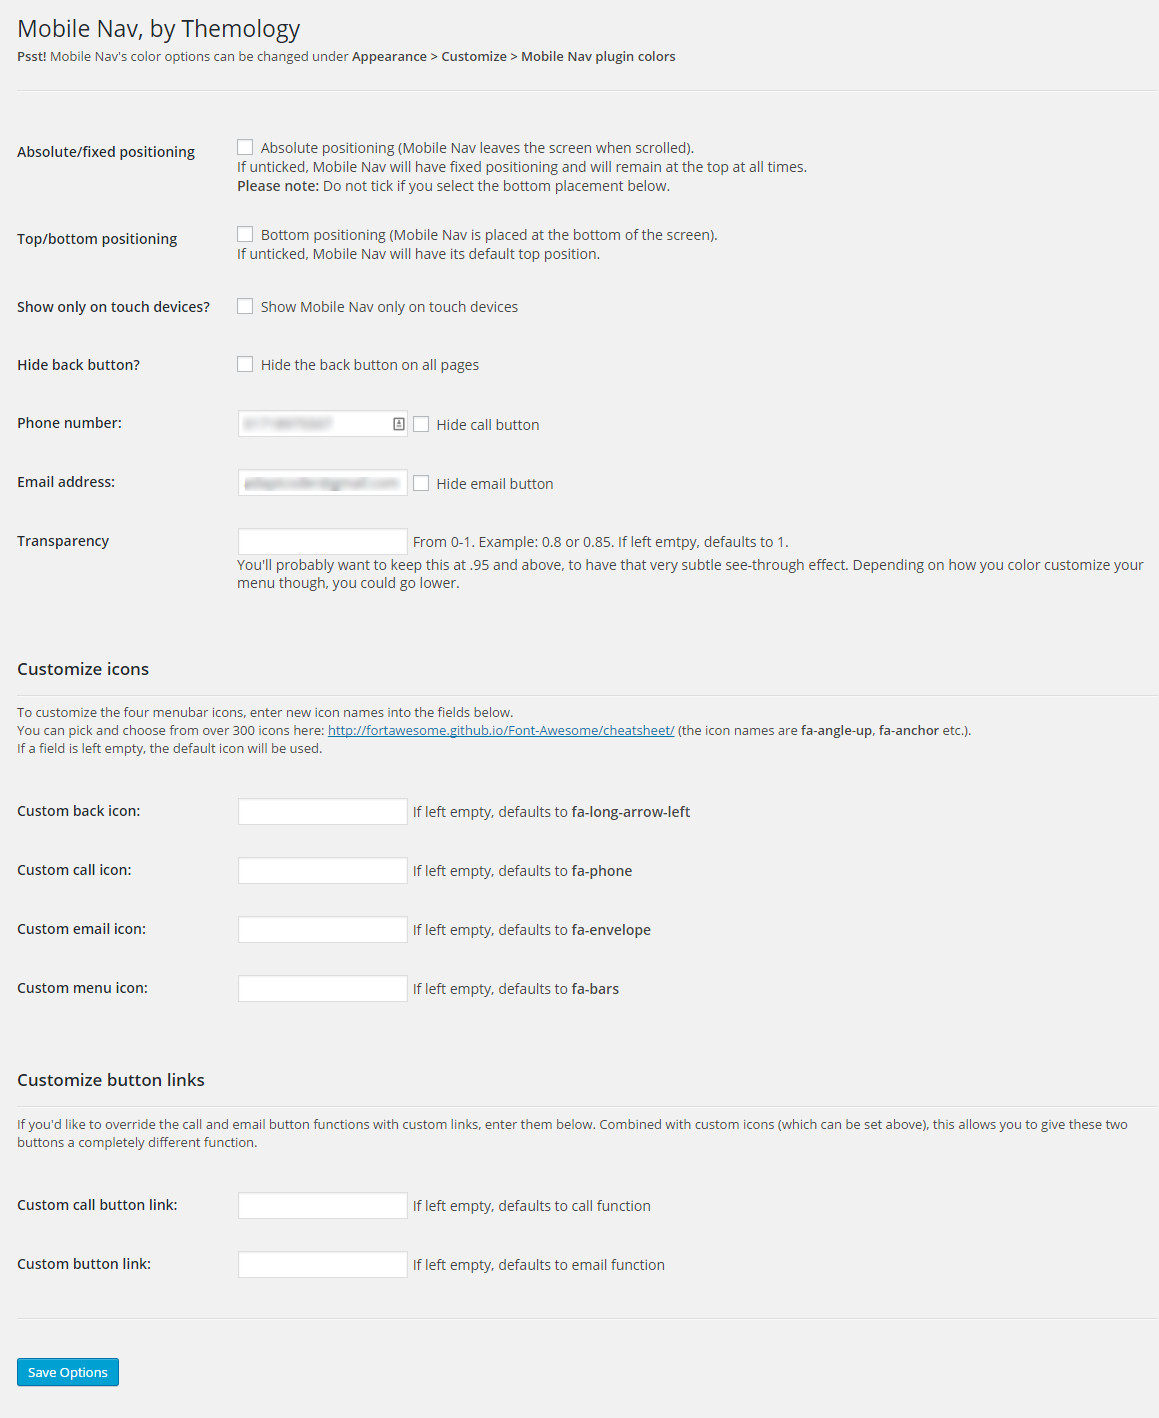 Mobile Nav, by Themology
Psst! Mobile Nav's color options can be changed under Appearance > Customize > Mobile Nav plugin colors
Absolute/fixed positioning
Absolute positioning (Mobile Nav leaves the screen when scrolled).
If unticked, Mobile Nav will have fixed positioning and will remain at the top at all times.
Please note: Do not tick if you select the bottom placement below.
Top/bottom positioning
Bottom positioning (Mobile Nav is placed at the bottom of the screen).
If unticked, Mobile Nav will have its default top position.
Show only on touch devices?
Show Mobile Nav only on touch devices
Hide back button?
Hide the back button on all pages
Phone number:
Hide call button
Email address:
Hide email button
Transparency
From 0-1. Example: 0.8 or 0.85. If left emtpy, defaults to 1.
You'll probably want to keep this at .95 and above, to have that very subtle see-through effect. Depending on how you color customize your
menu though, you could go lower.
Customize icons
To customize the four menubar icons, enter new icon names into the fields below.
You can pick and choose from over 300 icons here: http://fortawesome.github.io/Font-Awesome/cheatsheet/ (the icon names are fa-angle-up, fa-anchor etc.).
If a field is left empty, the default icon will be used.
Custom back icon:
If left empty, defaults to fa-long-arrow-left
Custom call icon:
If left empty, defaults to fa-phone
Custom email icon:
If left empty, defaults to fa-envelope
Custom menu icon:
If left empty, defaults to fa-bars
Customize button links
If you'd like to override the call and email button functions with custom links, enter them below. Combined with custom icons (which can be set above), this allows you to give these two
buttons a completely different function.
Custom call button link:
If left empty, defaults to call function
Custom button link:
If left empty, defaults to email function
Save Options